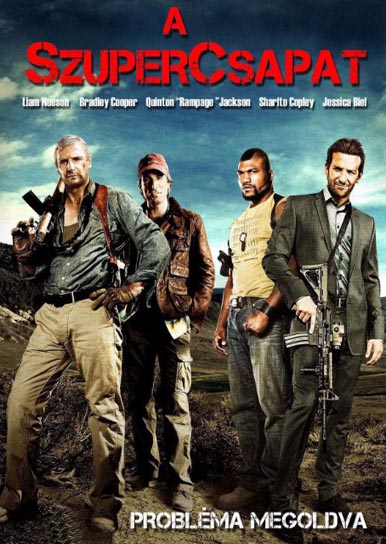 A
SZUPERCSAPAT
Liam Neeson Bradley Cooper Quinton "Rampage" Jackson Sharlto Copley Jessica Biel
PROBLÉMA MEGOLDVA